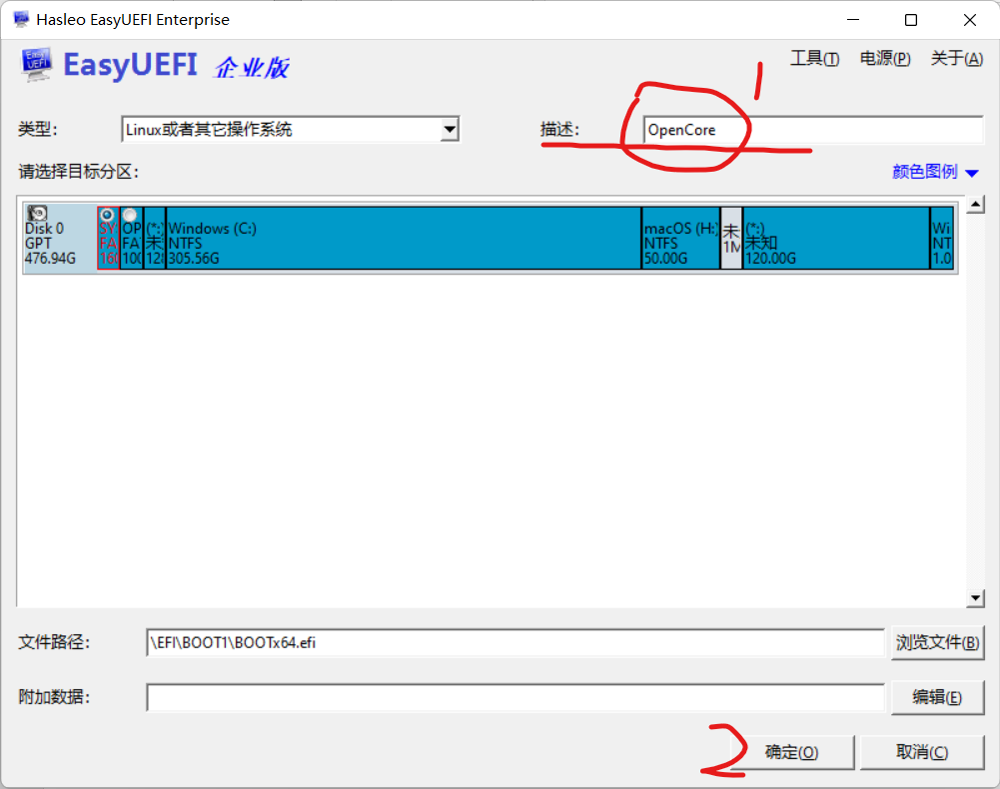 Hasleo EasyUEFI Enterprise
EasyUEFI 企业版
工具(T) 电源(P) 关于(A)
1
类型: Linux或者其它操作系统 描述: OpenCore
请选择目标分区: 颜色图例
Disk 0
GPT
476.94G
SY
FA
160
OP
FA
100
(*:)
未
128
Windows (C:)
NTFS
305.56G
macOS (H:)
NTFS
50.00G
未
1M
(*:)
未知
120.00G
Wi
NT
1.0
文件路径: \EFI\BOOT1\BOOTx64.efi 浏览文件(B)
附加数据: 编辑(E)
2 确定(O) 取消(C)